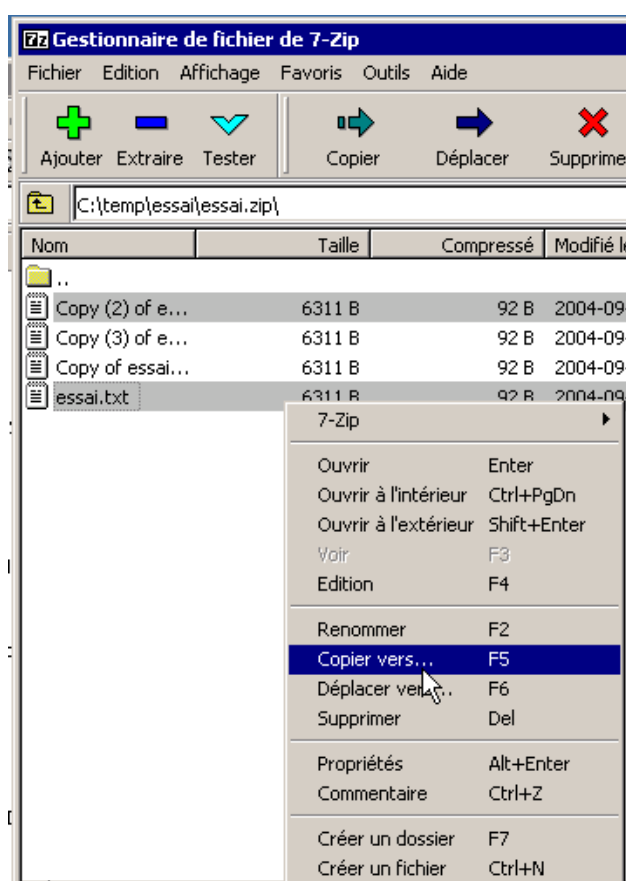 7z Gestionnaire de fichier de 7-Zip
Fichier Edition Affichage Favoris Outils Aide
Ajouter Extraire Tester Copier Déplacer Supprime
C:\temp\essai\essai.zip\
Nom Taille Compressé Modifié le
..
Copy (2) of e... 6311 B 92 B 2004-09
Copy (3) of e... 6311 B 92 B 2004-09
Copy of essai... 6311 B 92 B 2004-09
essai.txt 6311 B 92 B 2004-09
7-Zip
Ouvrir Enter
Ouvrir à l'intérieur Ctrl+PgDn
Ouvrir à l'extérieur Shift+Enter
Voir F3
Edition F4
Renommer F2
Copier vers... F5
Déplacer vers... F6
Supprimer Del
Propriétés Alt+Enter
Commentaire Ctrl+Z
Créer un dossier F7
Créer un fichier Ctrl+N